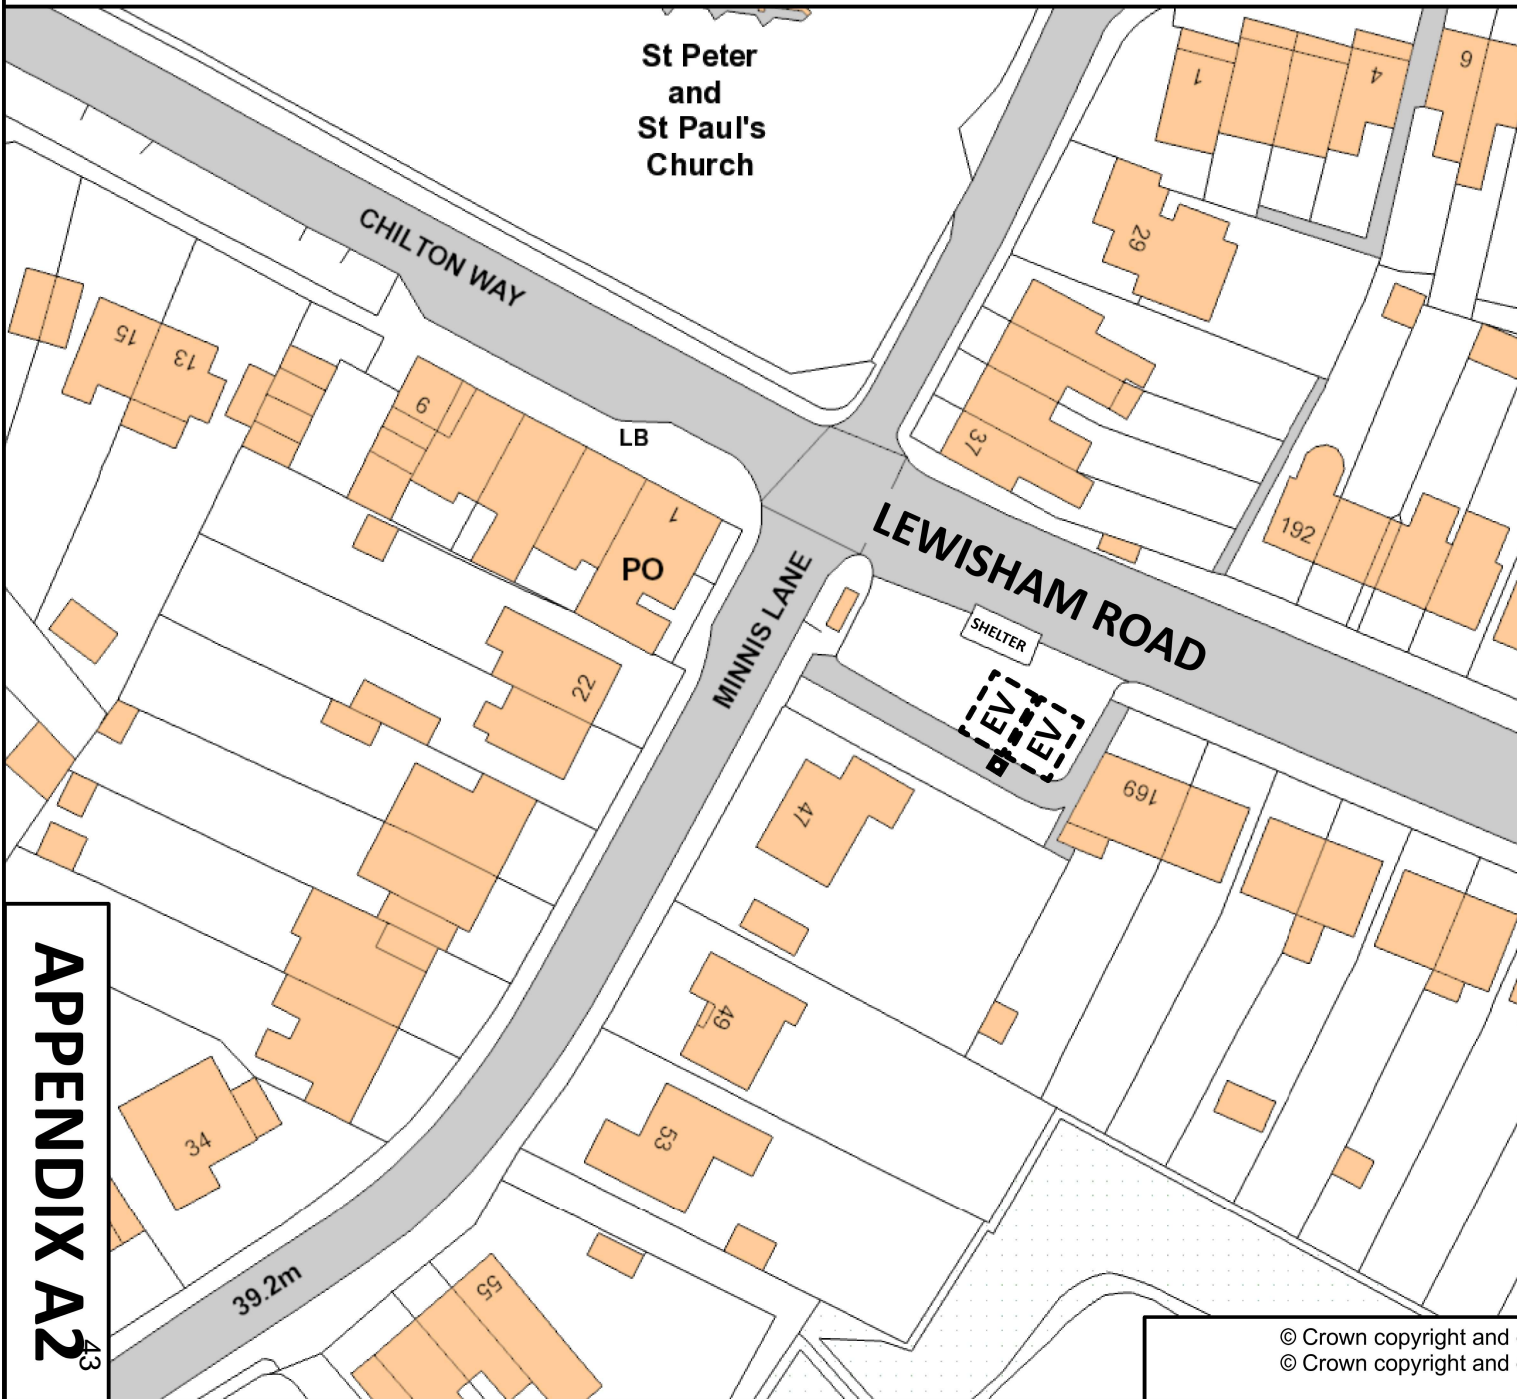 St Peter
and
St Paul's
Church
1
4
6
29
CHILTON WAY
15
13
9
LB
37
1
PO
192
LEWISHAM ROAD
MINNIS LANE
SHELTER
22
EV
EV
169
47
49
53
34
39.2m
55
APPENDIX A2
43
© Crown copyright and
© Crown copyright and